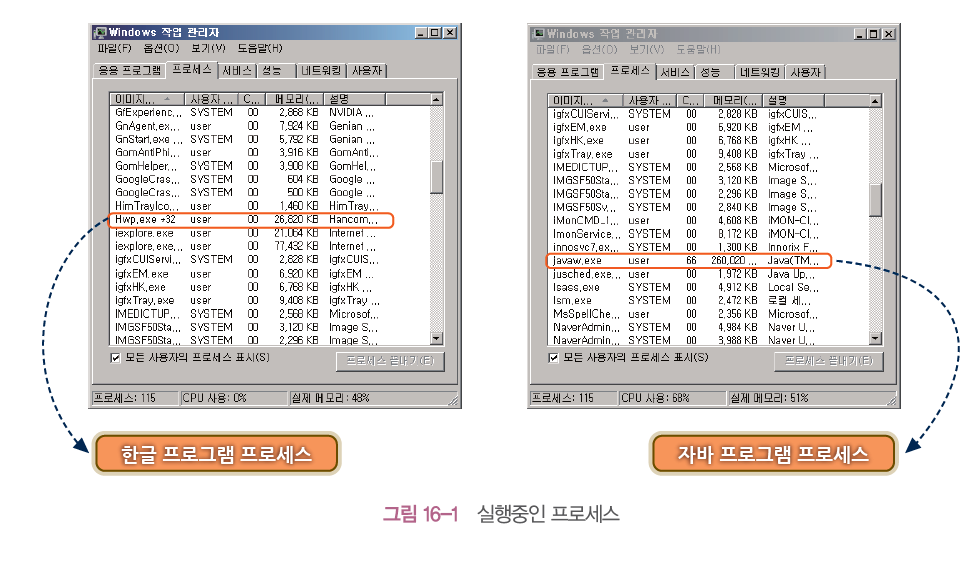 Windows 작업 관리자
파일(F) 옵션(O) 보기(V) 도움말(H)
응용 프로그램 프로세스 서비스 성능 네트워킹 사용자
이미지... 사용자 ... C... 메모리(... 설명
GfExperienc... SYSTEM 00 2,668 KB NVIDIA ...
GnAgent,ex... user 00 7,924 KB Genian ...
GnStart,exe ... SYSTEM 00 5,792 KB Genian ...
GomAntiPhi... user 00 3,916 KB GomAnti...
GomHelper... SYSTEM 00 3,908 KB GomHel...
GoogleCras... SYSTEM 00 604 KB Google ...
GoogleCras... SYSTEM 00 500 KB Google ...
HimTrayIco... user 00 1,460 KB HimTray...
Hwp,exe *32 user 00 26,820 KB Hancom...
iexplore,exe user 00 21,064 KB Internet ...
iexplore,exe ... user 00 77,432 KB Internet ...
igfxCUIServi... SYSTEM 00 2,828 KB igfxCUIS...
igfxEM,exe user 00 6,920 KB igfxEM ...
igfxHK,exe user 00 6,768 KB igfxHK ...
igfxTray,exe user 00 9,408 KB igfxTray ...
IMEDICTUP... SYSTEM 00 2,568 KB Microsof...
IMGSF50Sta... SYSTEM 00 3,120 KB Image S...
IMGSF50Sta... SYSTEM 00 2,296 KB Image S...
모든 사용자의 프로세스 표시(S)
프로세스 끝내기(E)
프로세스: 115 CPU 사용: 0% 실제 메모리: 48%
한글 프로그램 프로세스
Windows 작업 관리자
파일(F) 옵션(O) 보기(V) 도움말(H)
응용 프로그램 프로세스 서비스 성능 네트워킹 사용자
이미지... 사용자 ... C... 메모리(... 설명
igfxCUIServi... SYSTEM 00 2,828 KB igfxCUIS...
igfxEM,exe user 00 6,920 KB igfxEM ...
igfxHK,exe user 00 6,768 KB igfxHK ...
igfxTray,exe user 00 9,408 KB igfxTray ...
IMEDICTUP... SYSTEM 00 2,568 KB Microsof...
IMGSF50Sta... SYSTEM 00 3,120 KB Image S...
IMGSF50Sta... SYSTEM 00 2,296 KB Image S...
IMGSF50Sv... SYSTEM 00 2,840 KB Image S...
IMonCMD_I... user 00 4,608 KB IMON-CI...
ImonService... SYSTEM 00 8,172 KB iMON-CI...
innosvc7,ex... SYSTEM 00 1,300 KB Innorix F...
javaw,exe user 66 260,020 ... Java(TM...
jusched,exe... user 00 1,972 KB Java Up...
lsass,exe SYSTEM 00 4,912 KB Local Se...
lsm,exe SYSTEM 00 2,472 KB 로컬 세...
MsSpellChe... user 00 2,356 KB Microsof...
NaverAdmin... SYSTEM 00 4,984 KB Naver U...
NaverAdmin... SYSTEM 00 3,988 KB Naver U...
모든 사용자의 프로세스 표시(S)
프로세스 끝내기(E)
프로세스: 115 CPU 사용: 68% 실제 메모리: 51%
자바 프로그램 프로세스
그림 16-1 실행중인 프로세스